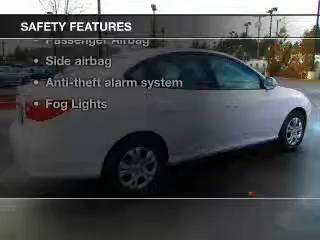 SAFETY FEATURES
• Passenger Airbag
• Side airbag
• Anti-theft alarm system
• Fog Lights